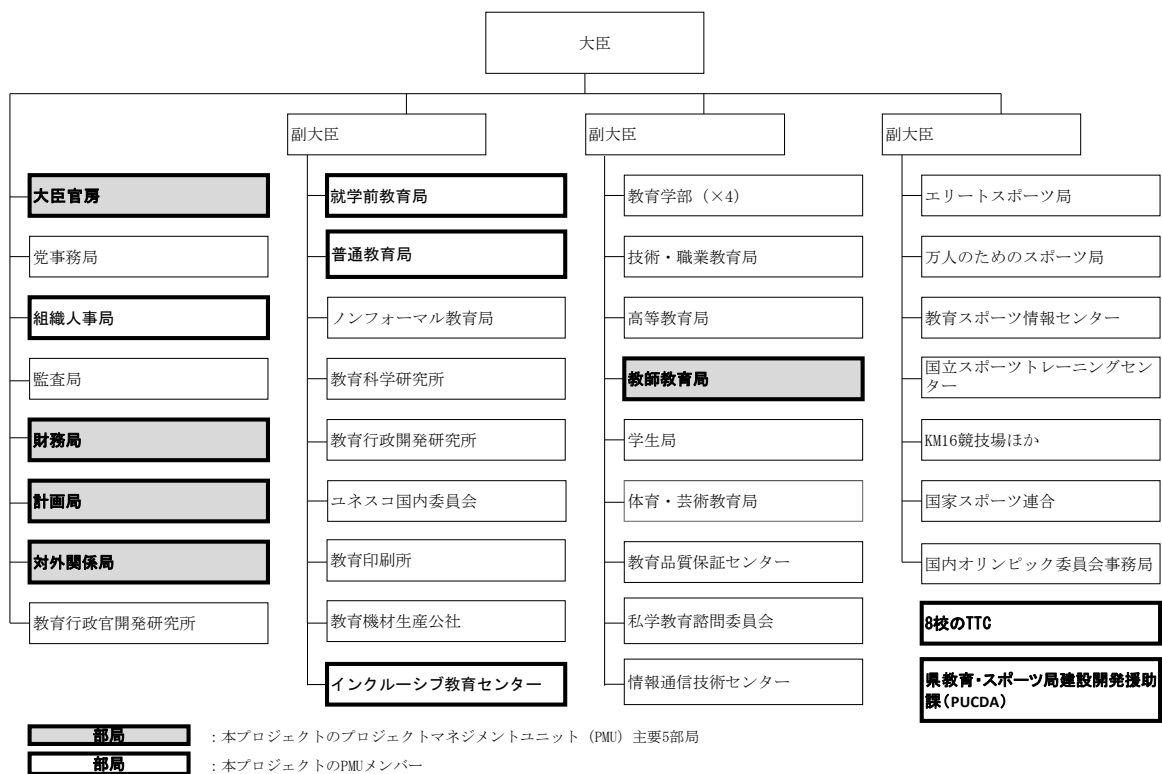 大臣
副大臣
副大臣
副大臣
大臣官房
党事務局
組織人事局
監査局
財務局
計画局
対外関係局
教育行政官開発研究所
就学前教育局
普通教育局
ノンフォーマル教育局
教育科学研究所
教育行政開発研究所
ユネスコ国内委員会
教育印刷所
教育機材生産公社
インクルーシブ教育センター
教育学部（×4）
技術・職業教育局
高等教育局
教師教育局
学生局
体育・芸術教育局
教育品質保証センター
私学教育諮問委員会
情報通信技術センター
エリートスポーツ局
万人のためのスポーツ局
教育スポーツ情報センター
国立スポーツトレーニングセン
ター
KM16競技場ほか
国家スポーツ連合
国内オリンピック委員会事務局
8校のTTC
県教育・スポーツ局建設開発援助
課（PUCDA）
部局 ：本プロジェクトのプロジェクトマネジメントユニット（PMU）主要5部局
部局 ：本プロジェクトのPMUメンバー